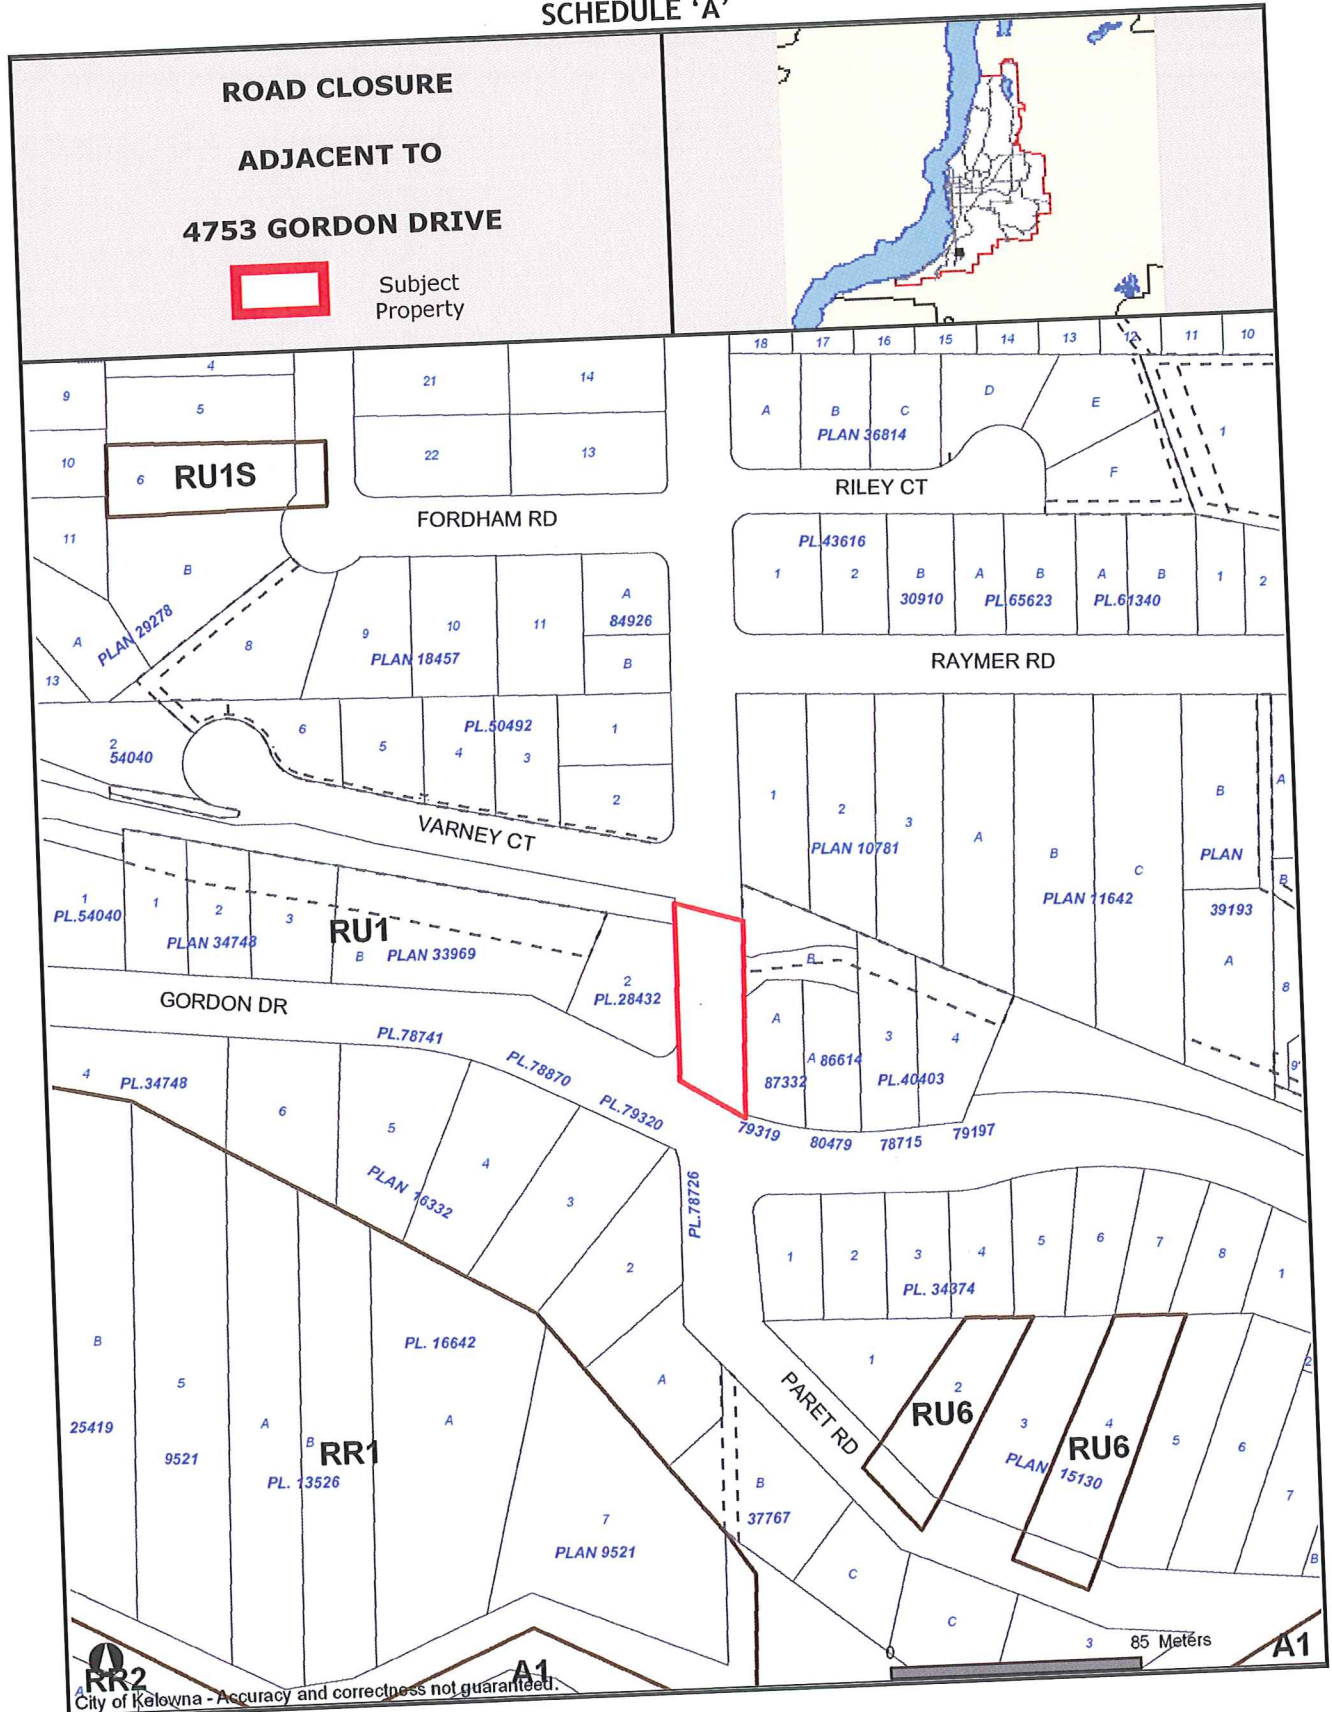 SCHEDULE ‘A’
ROAD CLOSURE
ADJACENT TO
4753 GORDON DRIVE
Subject
Property
4
9
5
21
14
18
17
16
15
14
13
12
11
10
A
B
C
D
E
PLAN 36814
1
10
6
RU1S
22
13
F
RILEY CT
FORDHAM RD
11
B
PL.43616
1
2
B
30910
A
B
PL.65623
A
B
PL.61340
1
2
A
PLAN 29278
13
8
9
10
11
PLAN 18457
A
84926
B
RAYMER RD
2
54040
6
5
PL.50492
4
3
1
2
VARNEY CT
1
2
3
PLAN 10781
A
B
C
PLAN 11642
B
PLAN
39193
A
A
B
8
9'
1
PL.54040
1
2
3
PLAN 34748
RU1
B
PLAN 33969
2
PL.28432
B
A
87332
A 86614
3
4
PL.40403
GORDON DR
PL.78741
PL.78870
PL.79320
79319
80479
78715
79197
4
PL.34748
6
5
4
3
2
PLAN 16332
PL.78726
1
2
3
4
5
6
7
8
1
PL. 34374
B
25419
5
9521
A
B
RR1
PL. 13526
PL. 16642
A
A
PARET RD
1
2
RU6
3
4
RU6
PLAN 15130
5
6
7
2
B
B
37767
7
PLAN 9521
C
C
3
0
85 Meters
A1
RR2
A
A1
City of Kelowna - Accuracy and correctness not guaranteed.